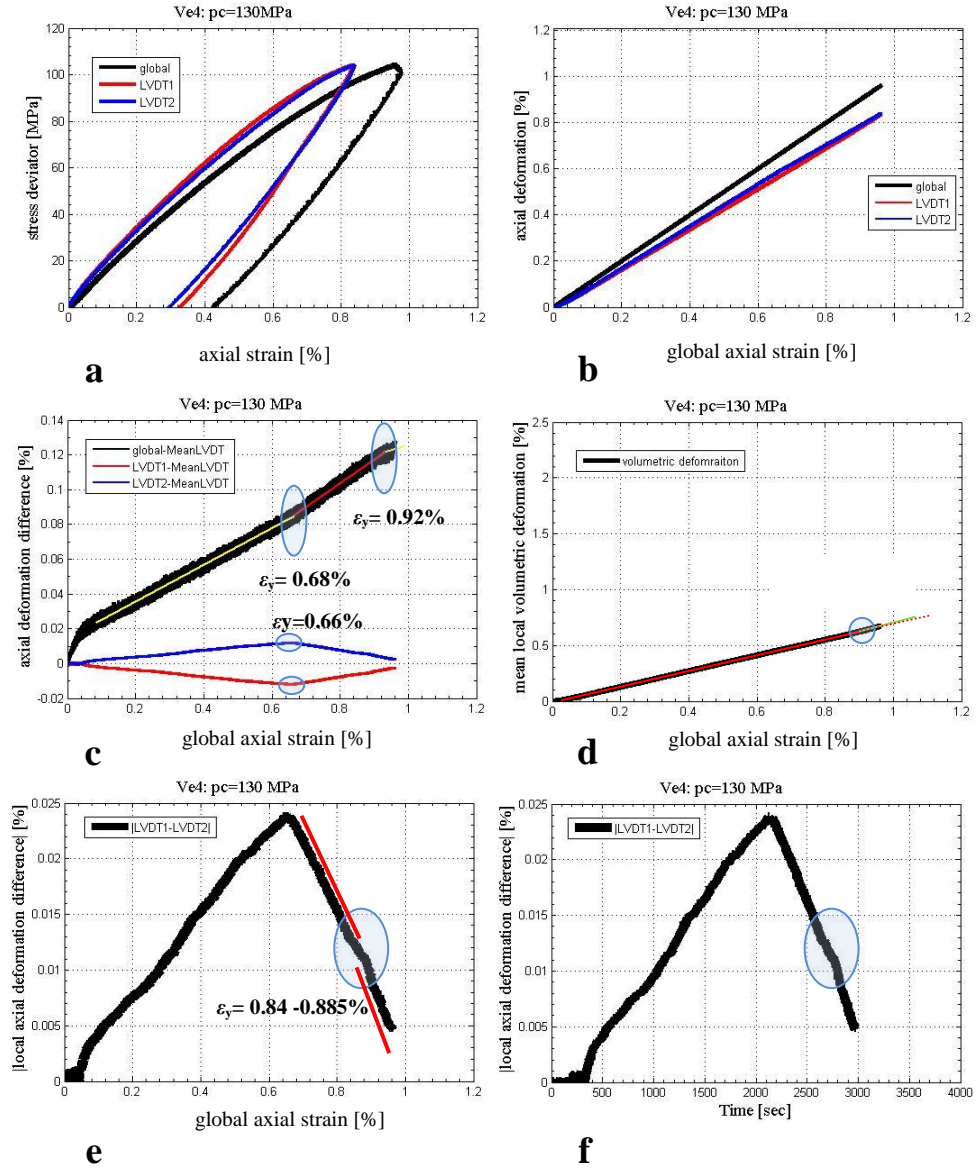 Ve4: pc=130MPa
120
100
80
60
40
20
0
stress deviator [MPa]
global
LVDT1
LVDT2
0 0.2 0.4 0.6 0.8 1 1.2
axial strain [%]
a
Ve4: pc=130 MPa
1.2
1
0.8
0.6
0.4
0.2
0
axial deformation [%]
global
LVDT1
LVDT2
0 0.2 0.4 0.6 0.8 1 1.2
global axial strain [%]
b
Ve4: pc=130 MPa
0.14
0.12
0.1
0.08
0.06
0.04
0.02
0
-0.02
axial deformation difference [%]
global-MeanLVDT
LVDT1-MeanLVDT
LVDT2-MeanLVDT
εy= 0.92%
εy= 0.68%
εy=0.66%
0 0.2 0.4 0.6 0.8 1 1.2
global axial strain [%]
c
Ve4: pc=130 MPa
2.5
2
1.5
1
0.5
0
mean local volumetric deformation [%]
volumetric defomraiton
0 0.2 0.4 0.6 0.8 1 1.2
global axial strain [%]
d
Ve4: pc=130 MPa
0.025
0.02
0.015
0.01
0.005
0
|local axial deformation difference| [%]
|LVDT1-LVDT2|
εy= 0.84 -0.885%
0 0.2 0.4 0.6 0.8 1 1.2
global axial strain [%]
e
Ve4: pc=130 MPa
0.025
0.02
0.015
0.01
0.005
0
|local axial deformation difference| [%]
|LVDT1-LVDT2|
0 500 1000 1500 2000 2500 3000 3500 4000
Time [sec]
f